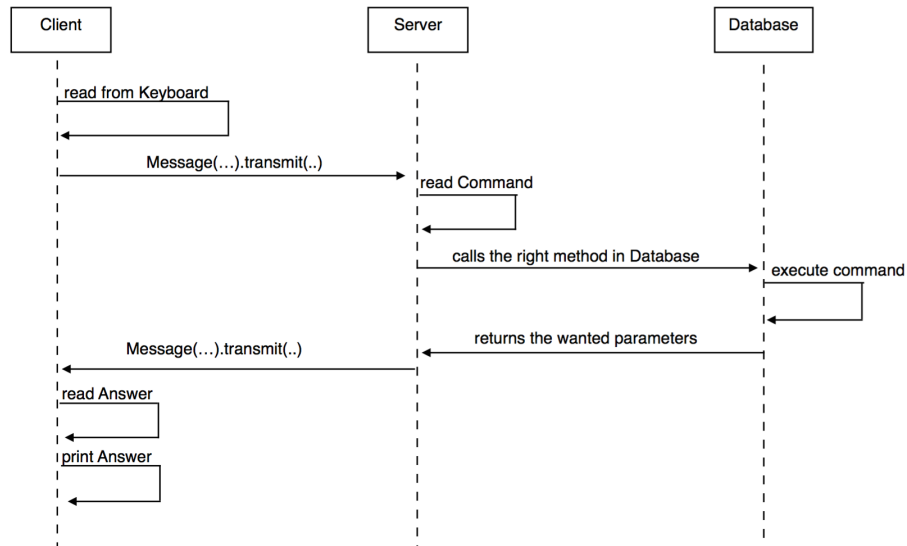 Client
Server
Database
read from Keyboard
Message(…).transmit(..)
read Command
calls the right method in Database
execute command
returns the wanted parameters
Message(…).transmit(..)
read Answer
print Answer